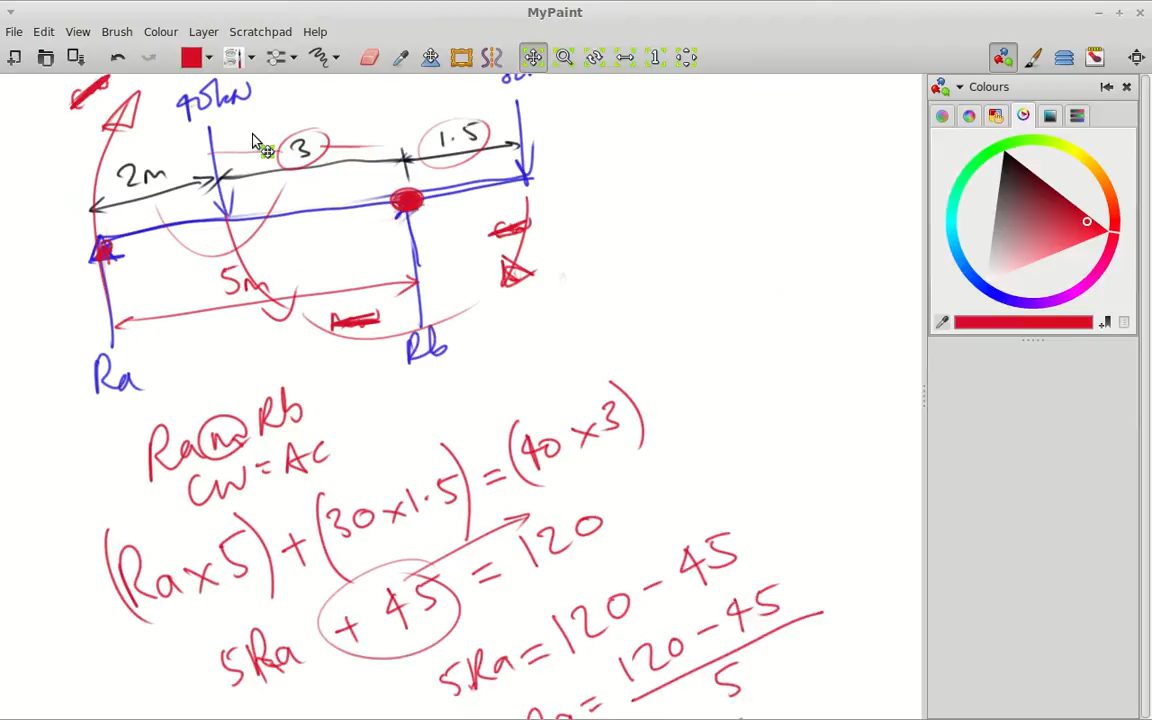 MyPaint
File Edit View Brush Colour Layer Scratchpad Help
Colours
40kN
2m
3
1.5
5m
Ra
Rb
Ra m Rb
CW = AC
(Ra x 5) + (30 x 1.5) = (40 x 3)
5Ra + 45 = 120
5Ra = 120 - 45
120 - 45
5